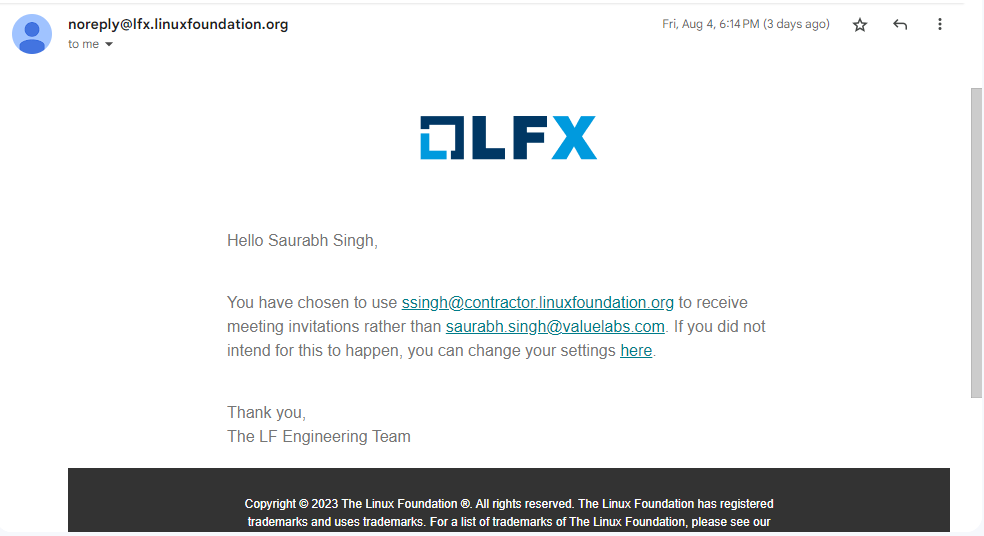 noreply@lfx.linuxfoundation.org
Fri, Aug 4, 6:14 PM (3 days ago)
to me
LFX
Hello Saurabh Singh,
You have chosen to use ssingh@contractor.linuxfoundation.org to receive
meeting invitations rather than saurabh.singh@valuelabs.com. If you did not
intend for this to happen, you can change your settings here.
Thank you,
The LF Engineering Team
Copyright © 2023 The Linux Foundation ®. All rights reserved. The Linux Foundation has registered
trademarks and uses trademarks. For a list of trademarks of The Linux Foundation, please see our